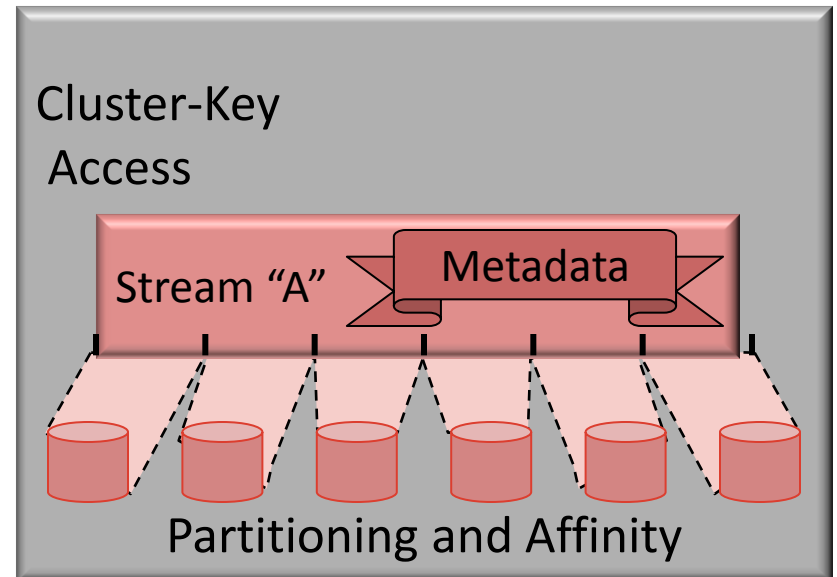 Cluster-Key
Access
Stream “A”
Metadata
Partitioning and Affinity